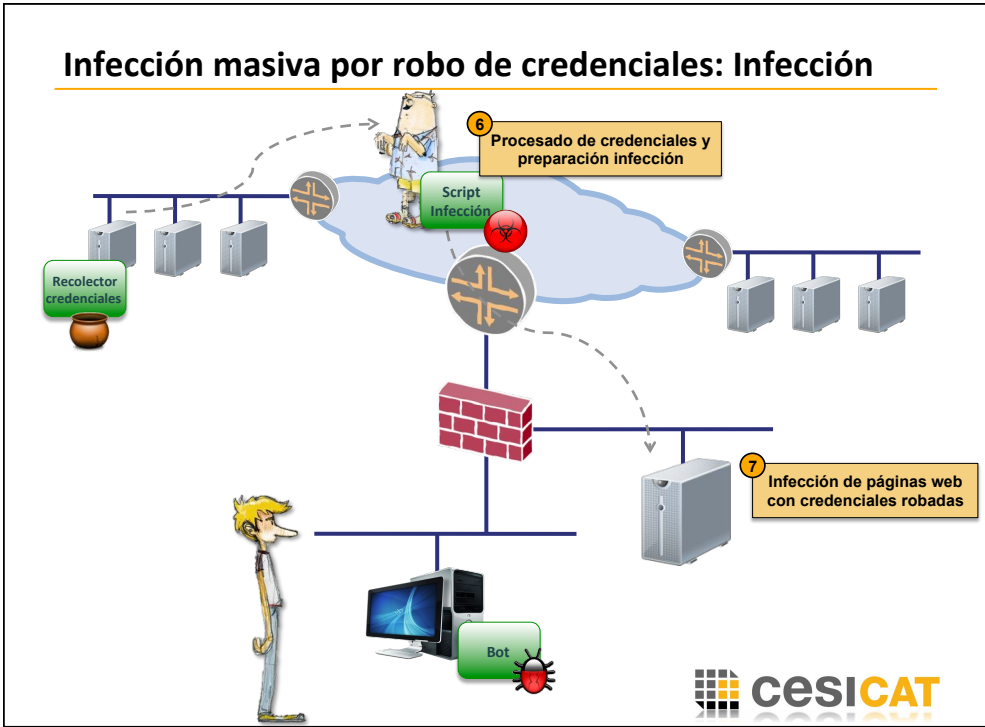 Infección masiva por robo de credenciales: Infección
6
Procesado de credenciales y
preparación infección
Script
Infección
Recolector
credenciales
7
Infección de páginas web
con credenciales robadas
Bot
cesicat